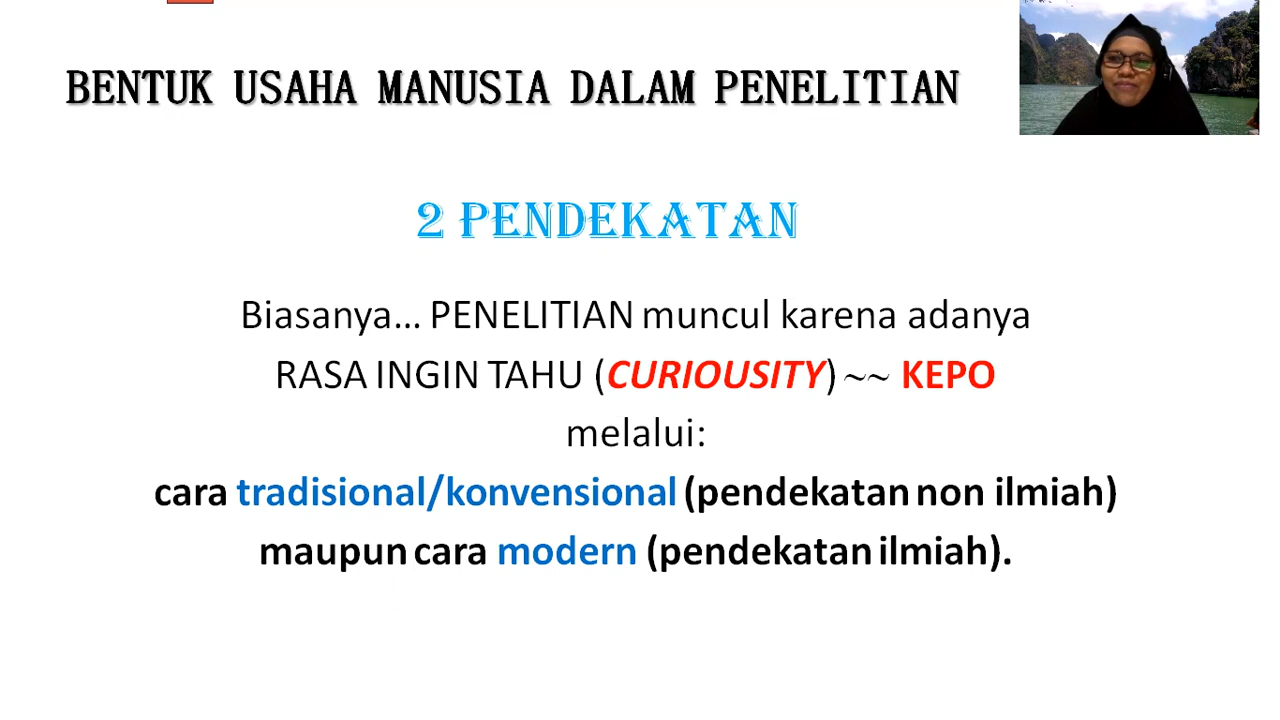 BENTUK USAHA MANUSIA DALAM PENELITIAN
2 PENDEKATAN
Biasanya... PENELITIAN muncul karena adanya
RASA INGIN TAHU (CURIOUSITY) ~~ KEPO
melalui:
cara tradisional/konvensional (pendekatan non ilmiah)
maupun cara modern (pendekatan ilmiah).